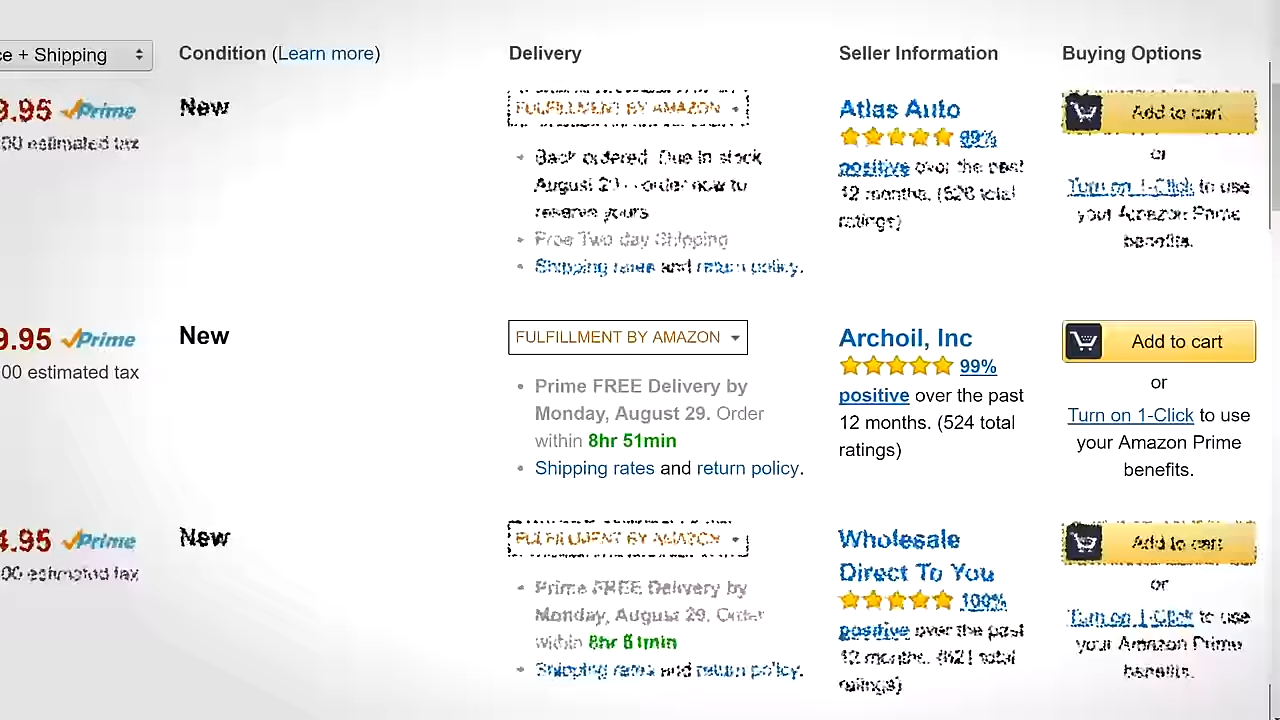 ce + Shipping
Condition (Learn more)
Delivery
Seller Information
Buying Options
9.95 Prime
New
FULFILLMENT BY AMAZON
Atlas Auto
Add to cart
00 estimated tax
99%
Back ordered. Due in stock
positive over the past
or
August
order now to
12 months. total
Turn on 1-Click to use
reserve yours
ratings)
your Amazon Prime
Free Two day Shipping
benefits.
Shipping rates and return policy.
9.95 Prime
New
FULFILLMENT BY AMAZON
Archoil, Inc
Add to cart
00 estimated tax
99%
Prime FREE Delivery by
positive over the past
or
Monday, August 29. Order
12 months. (524 total
Turn on 1-Click to use
within 8hr 51min
ratings)
your Amazon Prime
Shipping rates and return policy.
benefits.
4.95 Prime
New
FULFILLMENT BY AMAZON
Wholesale
Add to cart
00 estimated tax
Direct To You
or
Prime FREE Delivery by
100%
Monday, August 29. Order
positive over the past
Turn on 1-Click to use
within 8hr 51min
12 months. total
your Amazon Prime
Shipping rates and return policy.
ratings)
benefits.